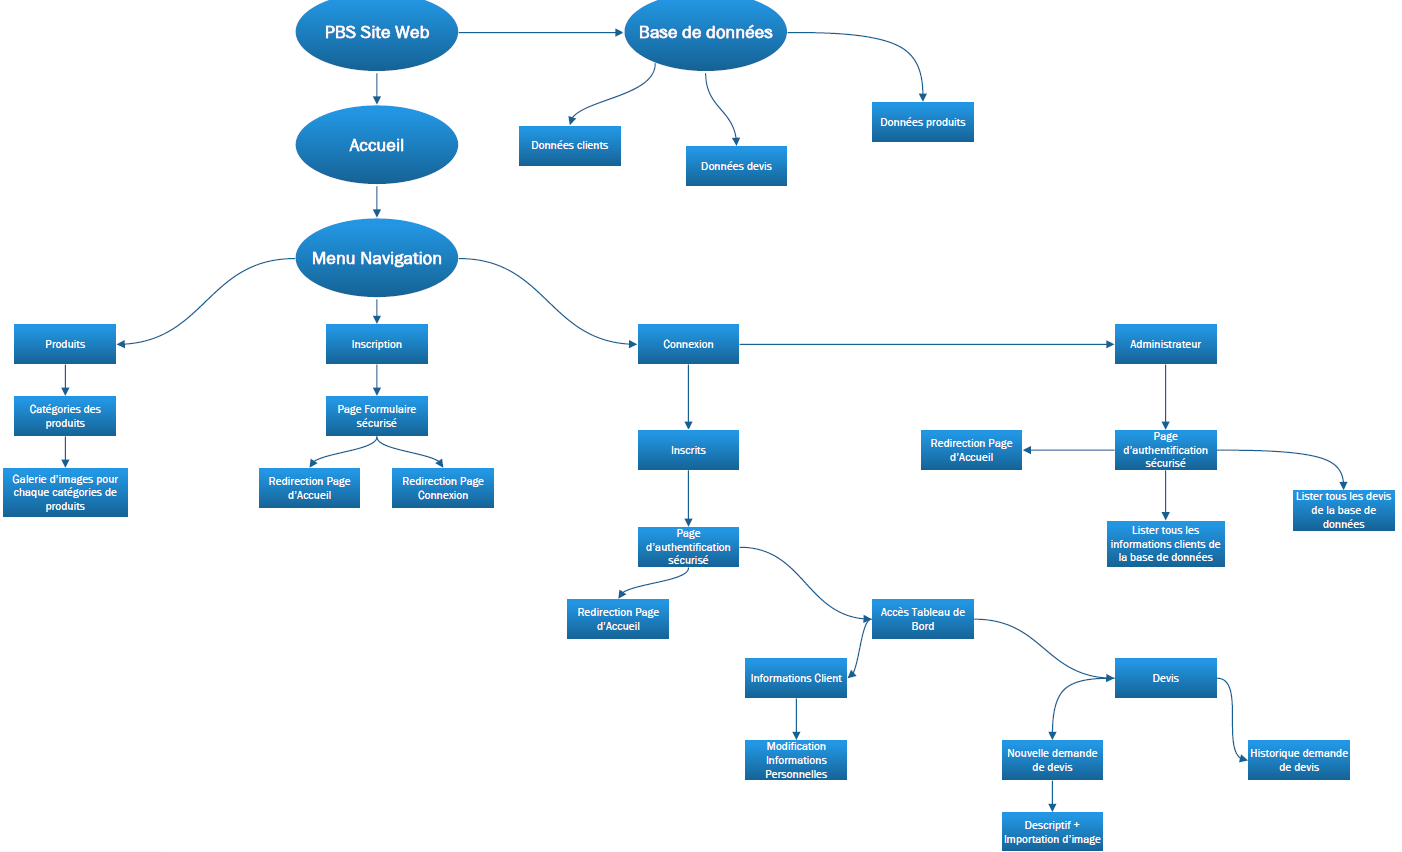 PBS Site Web
Base de données
Données produits
Accueil
Données clients
Données devis
Menu Navigation
Produits
Inscription
Connexion
Administrateur
Catégories des
produits
Page Formulaire
sécurisé
Inscrits
Redirection Page
d'Accueil
Page
d'authentification
sécurisé
Galerie d'images pour
chaque catégories de
produits
Redirection Page
d'Accueil
Redirection Page
Connexion
Lister tous les devis
de la base de
données
Page
d'authentification
sécurisé
Lister tous les
informations clients de
la base de données
Redirection Page
d'Accueil
Accès Tableau de
Bord
Informations Client
Devis
Modification
Informations
Personnelles
Nouvelle demande
de devis
Historique demande
de devis
Descriptif +
Importation d'image